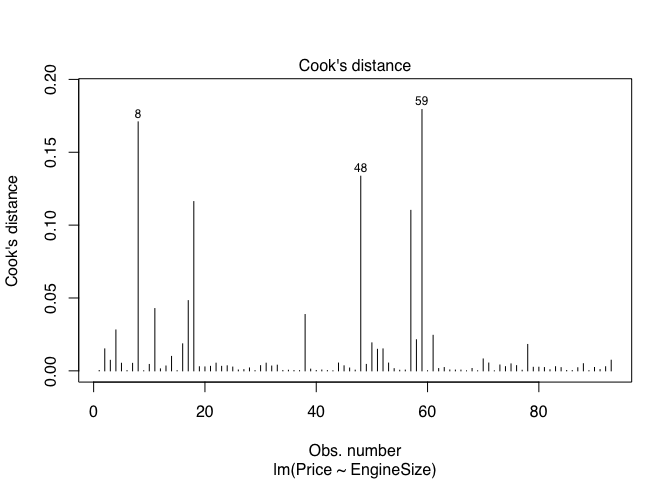 Cook's distance
0.20
0.15
0.10
0.05
0.00
Cook's distance
8
59
48
0 20 40 60 80
Obs. number
lm(Price ~ EngineSize)